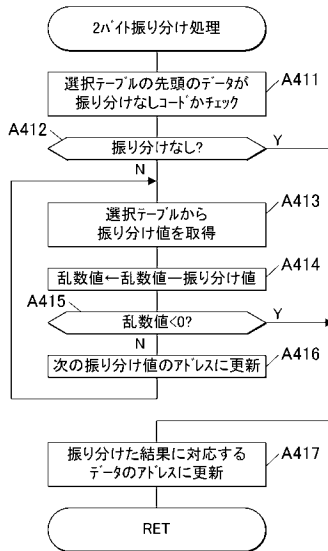 2バイト振り分け処理
選択テーブルの先頭のデータが
振り分けなしコードかチェック
A411
A412
振り分けなし?
Y
N
選択テーブルから
振り分け値を取得
A413
乱数値←乱数値ー振り分け値
A414
A415
乱数値<0?
Y
N
次の振り分け値のアドレスに更新
A416
振り分けた結果に対応する
データのアドレスに更新
A417
RET